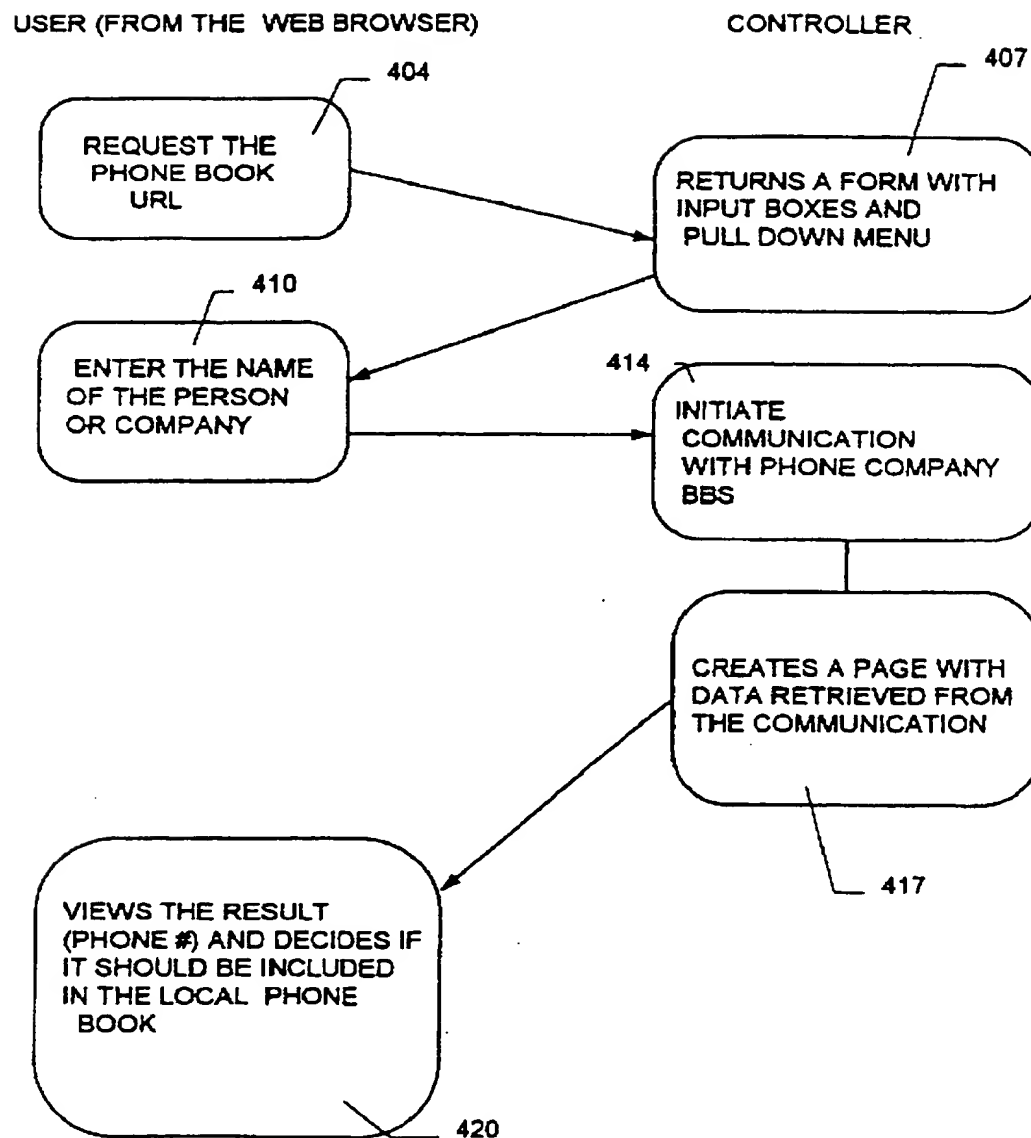 USER (FROM THE WEB BROWSER)
CONTROLLER
404
407
REQUEST THE
PHONE BOOK
URL
RETURNS A FORM WITH
INPUT BOXES AND
PULL DOWN MENU
410
ENTER THE NAME
OF THE PERSON
OR COMPANY
414
INITIATE
COMMUNICATION
WITH PHONE COMPANY
BBS
CREATES A PAGE WITH
DATA RETRIEVED FROM
THE COMMUNICATION
417
VIEWS THE RESULT
(PHONE #) AND DECIDES IF
IT SHOULD BE INCLUDED
IN THE LOCAL PHONE
BOOK
420